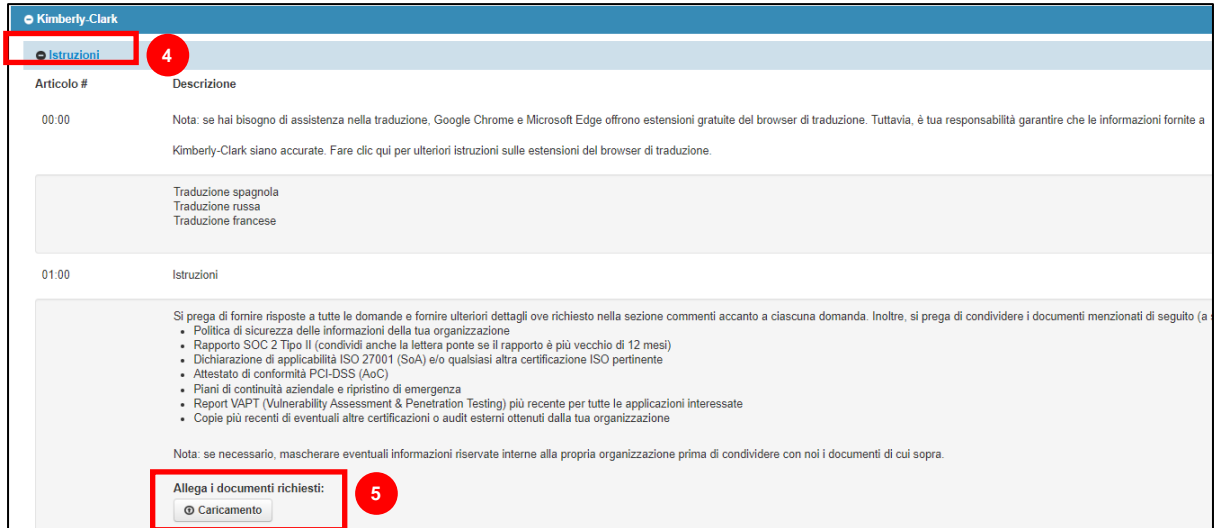 Kimberly-Clark
Istruzioni
4
Articolo # Descrizione
00:00 Nota: se hai bisogno di assistenza nella traduzione, Google Chrome e Microsoft Edge offrono estensioni gratuite del browser di traduzione. Tuttavia, è tua responsabilità garantire che le informazioni fornite a
Kimberly-Clark siano accurate. Fare clic qui per ulteriori istruzioni sulle estensioni del browser di traduzione.
Traduzione spagnola
Traduzione russa
Traduzione francese
01:00 Istruzioni
Si prega di fornire risposte a tutte le domande e fornire ulteriori dettagli ove richiesto nella sezione commenti accanto a ciascuna domanda. Inoltre, si prega di condividere i documenti menzionati di seguito (a s
• Politica di sicurezza delle informazioni della tua organizzazione
• Rapporto SOC 2 Tipo II (condividi anche la lettera ponte se il rapporto è più vecchio di 12 mesi)
• Dichiarazione di applicabilità ISO 27001 (SoA) e/o qualsiasi altra certificazione ISO pertinente
• Attestato di conformità PCI-DSS (AoC)
• Piani di continuità aziendale e ripristino di emergenza
• Report VAPT (Vulnerability Assessment & Penetration Testing) più recente per tutte le applicazioni interessate
• Copie più recenti di eventuali altre certificazioni o audit esterni ottenuti dalla tua organizzazione
Nota: se necessario, mascherare eventuali informazioni riservate interne alla propria organizzazione prima di condividere con noi i documenti di cui sopra.
Allega i documenti richiesti:
5
Caricamento